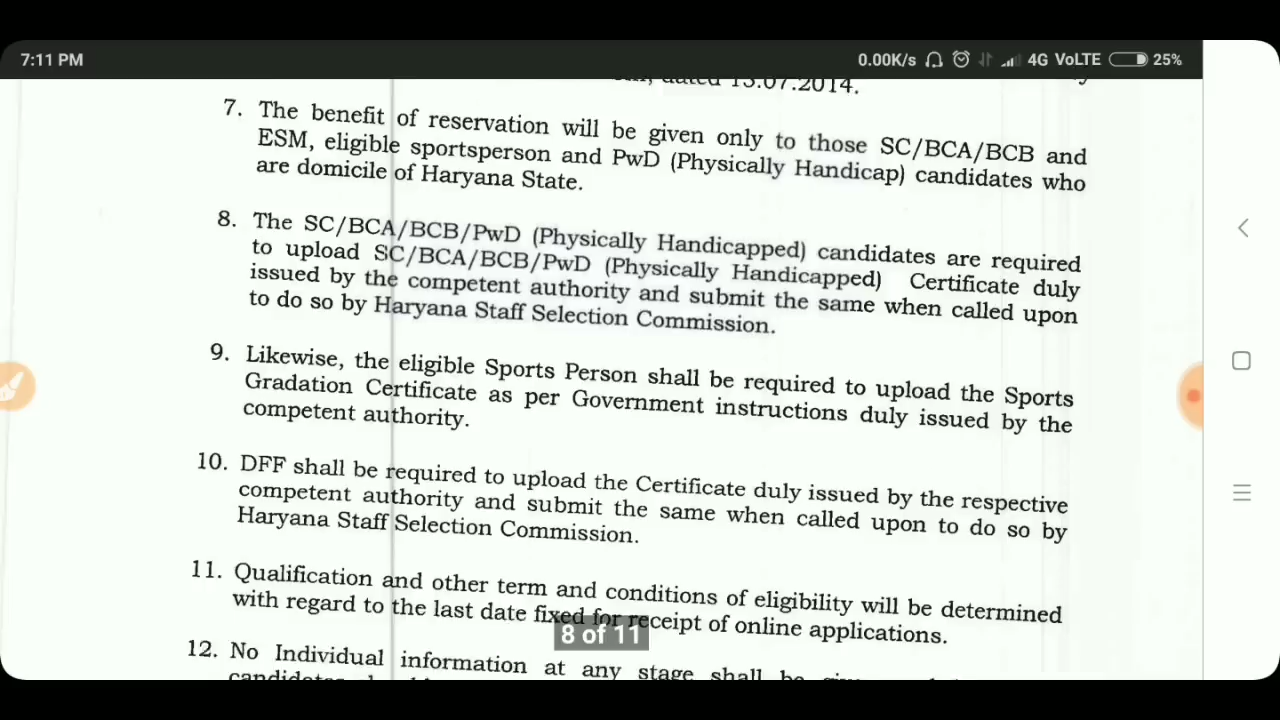 7:11 PM
0.00K/s 4G VoLTE 25%
dated 15.07.2014.
7. The benefit of reservation will be given only to those SC/BCA/BCB and
ESM, eligible sportsperson and PwD (Physically Handicap) candidates who
are domicile of Haryana State.
8. The SC/BCA/BCB/PwD (Physically Handicapped) candidates are required
to upload SC/BCA/BCB/PwD (Physically Handicapped) Certificate duly
issued by the competent authority and submit the same when called upon
to do so by Haryana Staff Selection Commission.
9. Likewise, the eligible Sports Person shall be required to upload the Sports
Gradation Certificate as per Government instructions duly issued by the
competent authority.
10. DFF shall be required to upload the Certificate duly issued by the respective
competent authority and submit the same when called upon to do so by
Haryana Staff Selection Commission.
11. Qualification and other term and conditions of eligibility will be determined
with regard to the last date fixed for receipt of online applications.
8 of 11
12. No Individual information at any stage shall be